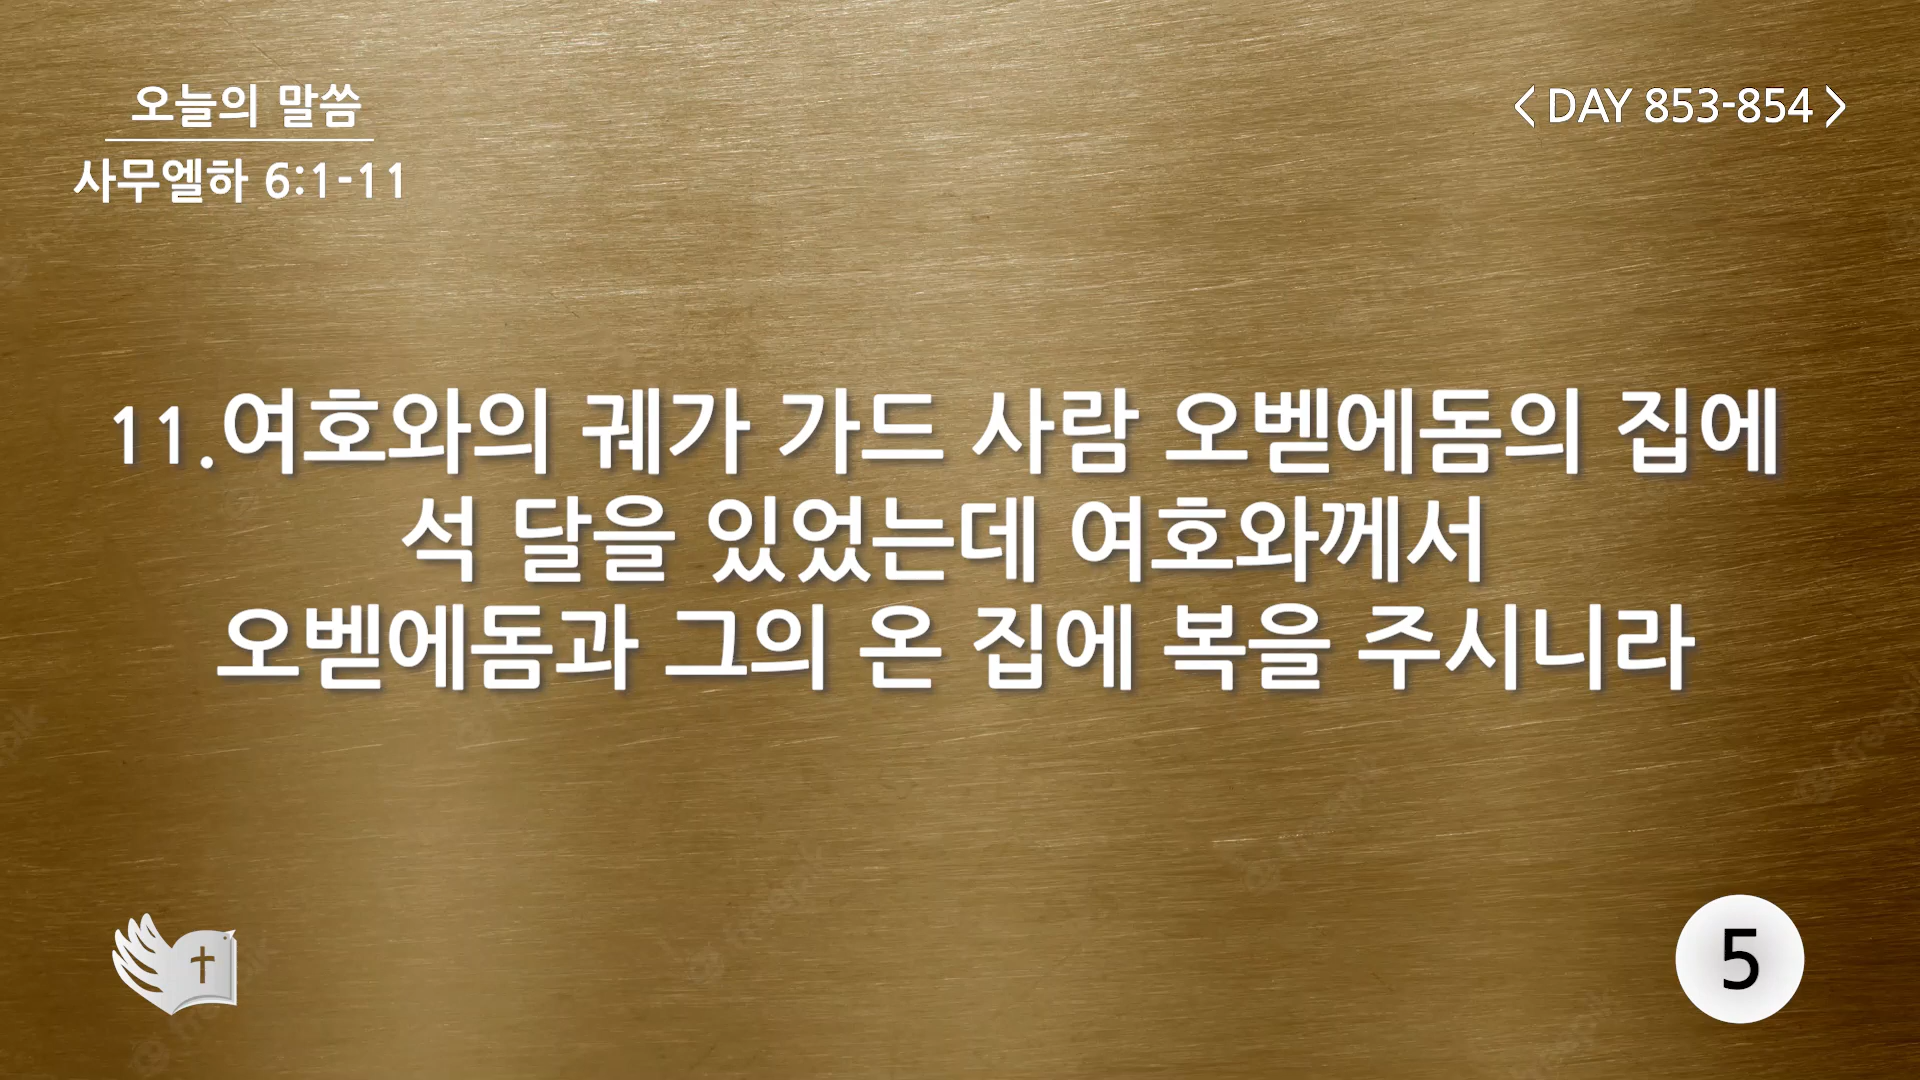 오늘의 말씀
사무엘하 6:1-11
<DAY 853-854>
11.여호와의 궤가 가드 사람 오벧에돔의 집에
석 달을 있었는데 여호와께서
오벧에돔과 그의 온 집에 복을 주시니라
5